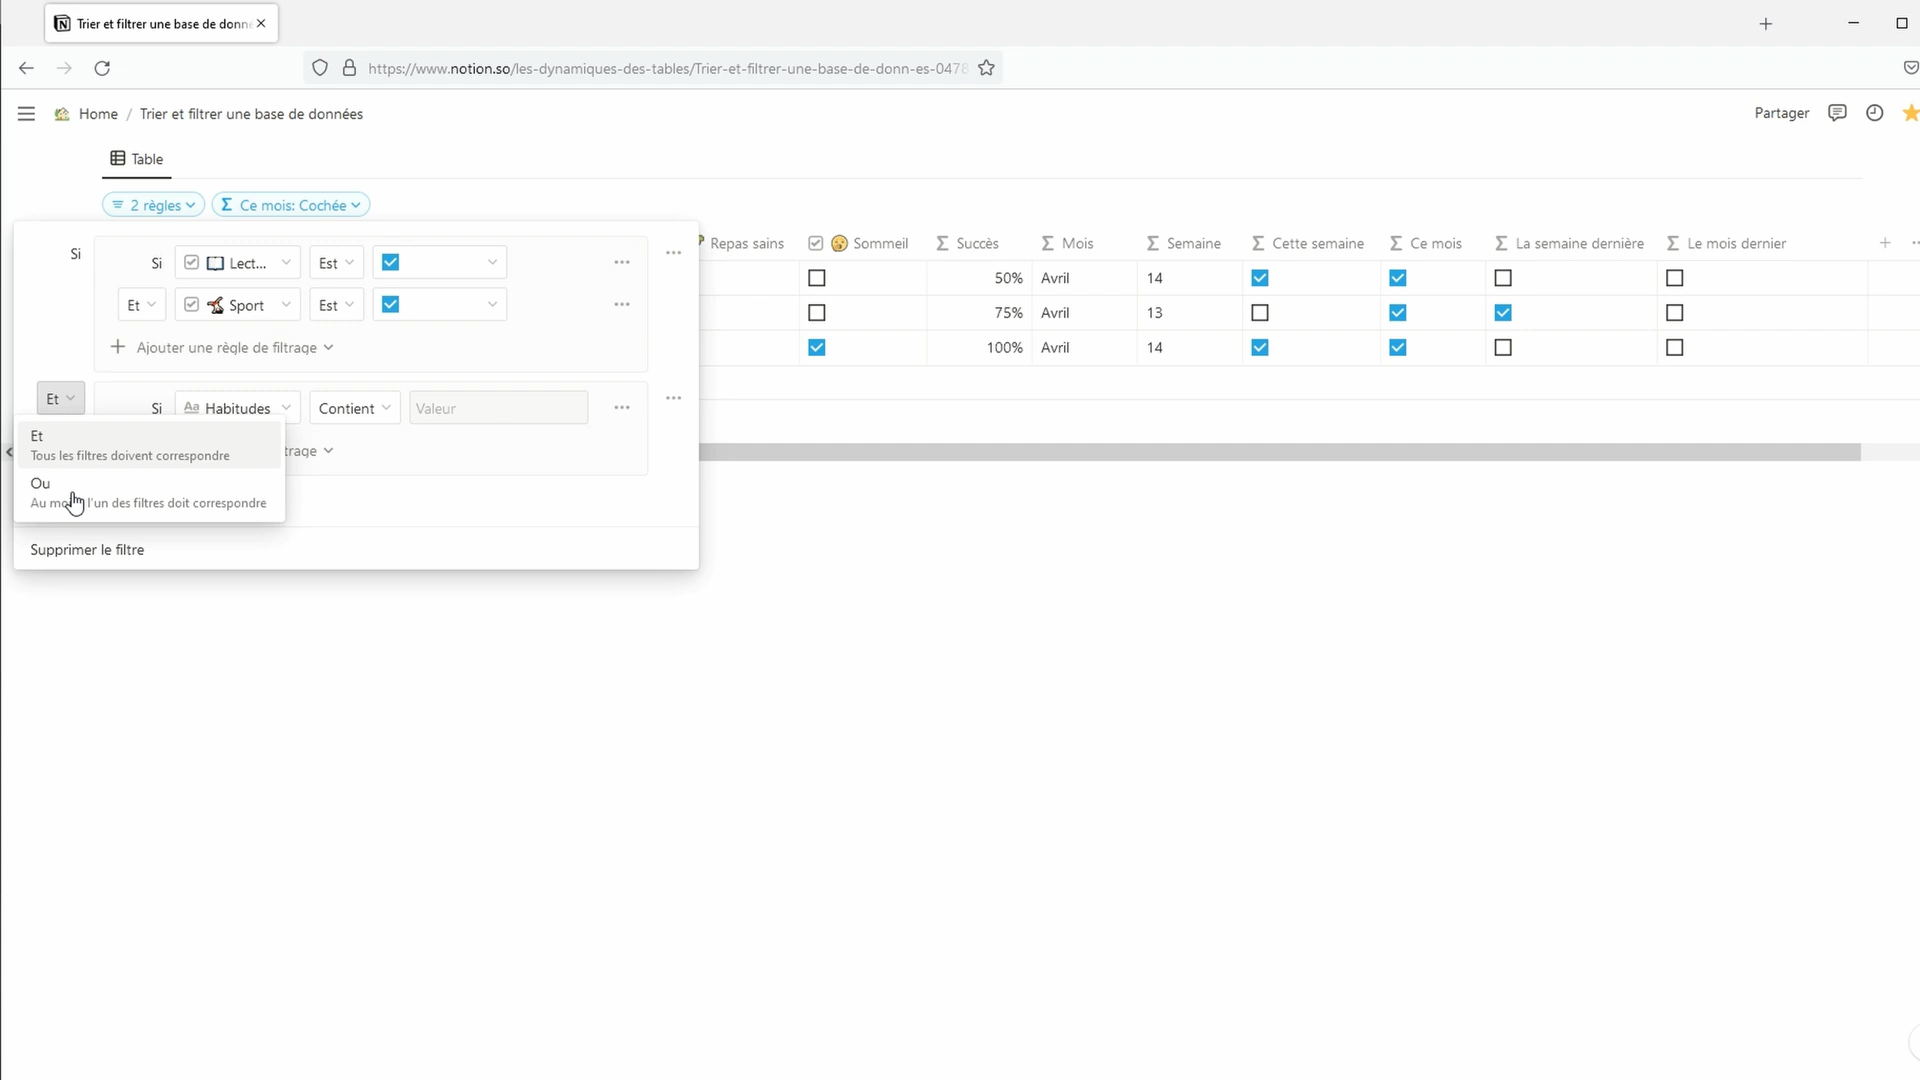 Trier et filtrer une base de donn
https://www.notion.so/les-dynamiques-des-tables/Trier-et-filtrer-une-base-de-donn-es-0478
Home / Trier et filtrer une base de données
Partager
Table
2 règles
Σ Ce mois: Cochée
Repas sains Sommeil Σ Succès Σ Mois Σ Semaine Σ Cette semaine Σ Ce mois Σ La semaine dernière Σ Le mois dernier
Si
Si Lect... Est
50% Avril 14
Et Sport Est
75% Avril 13
+ Ajouter une règle de filtrage
100% Avril 14
Et
Si Aa Habitudes Contient Valeur
Et
Tous les filtres doivent correspondre
trage
Ou
Au l'un des filtres doit correspondre
Supprimer le filtre